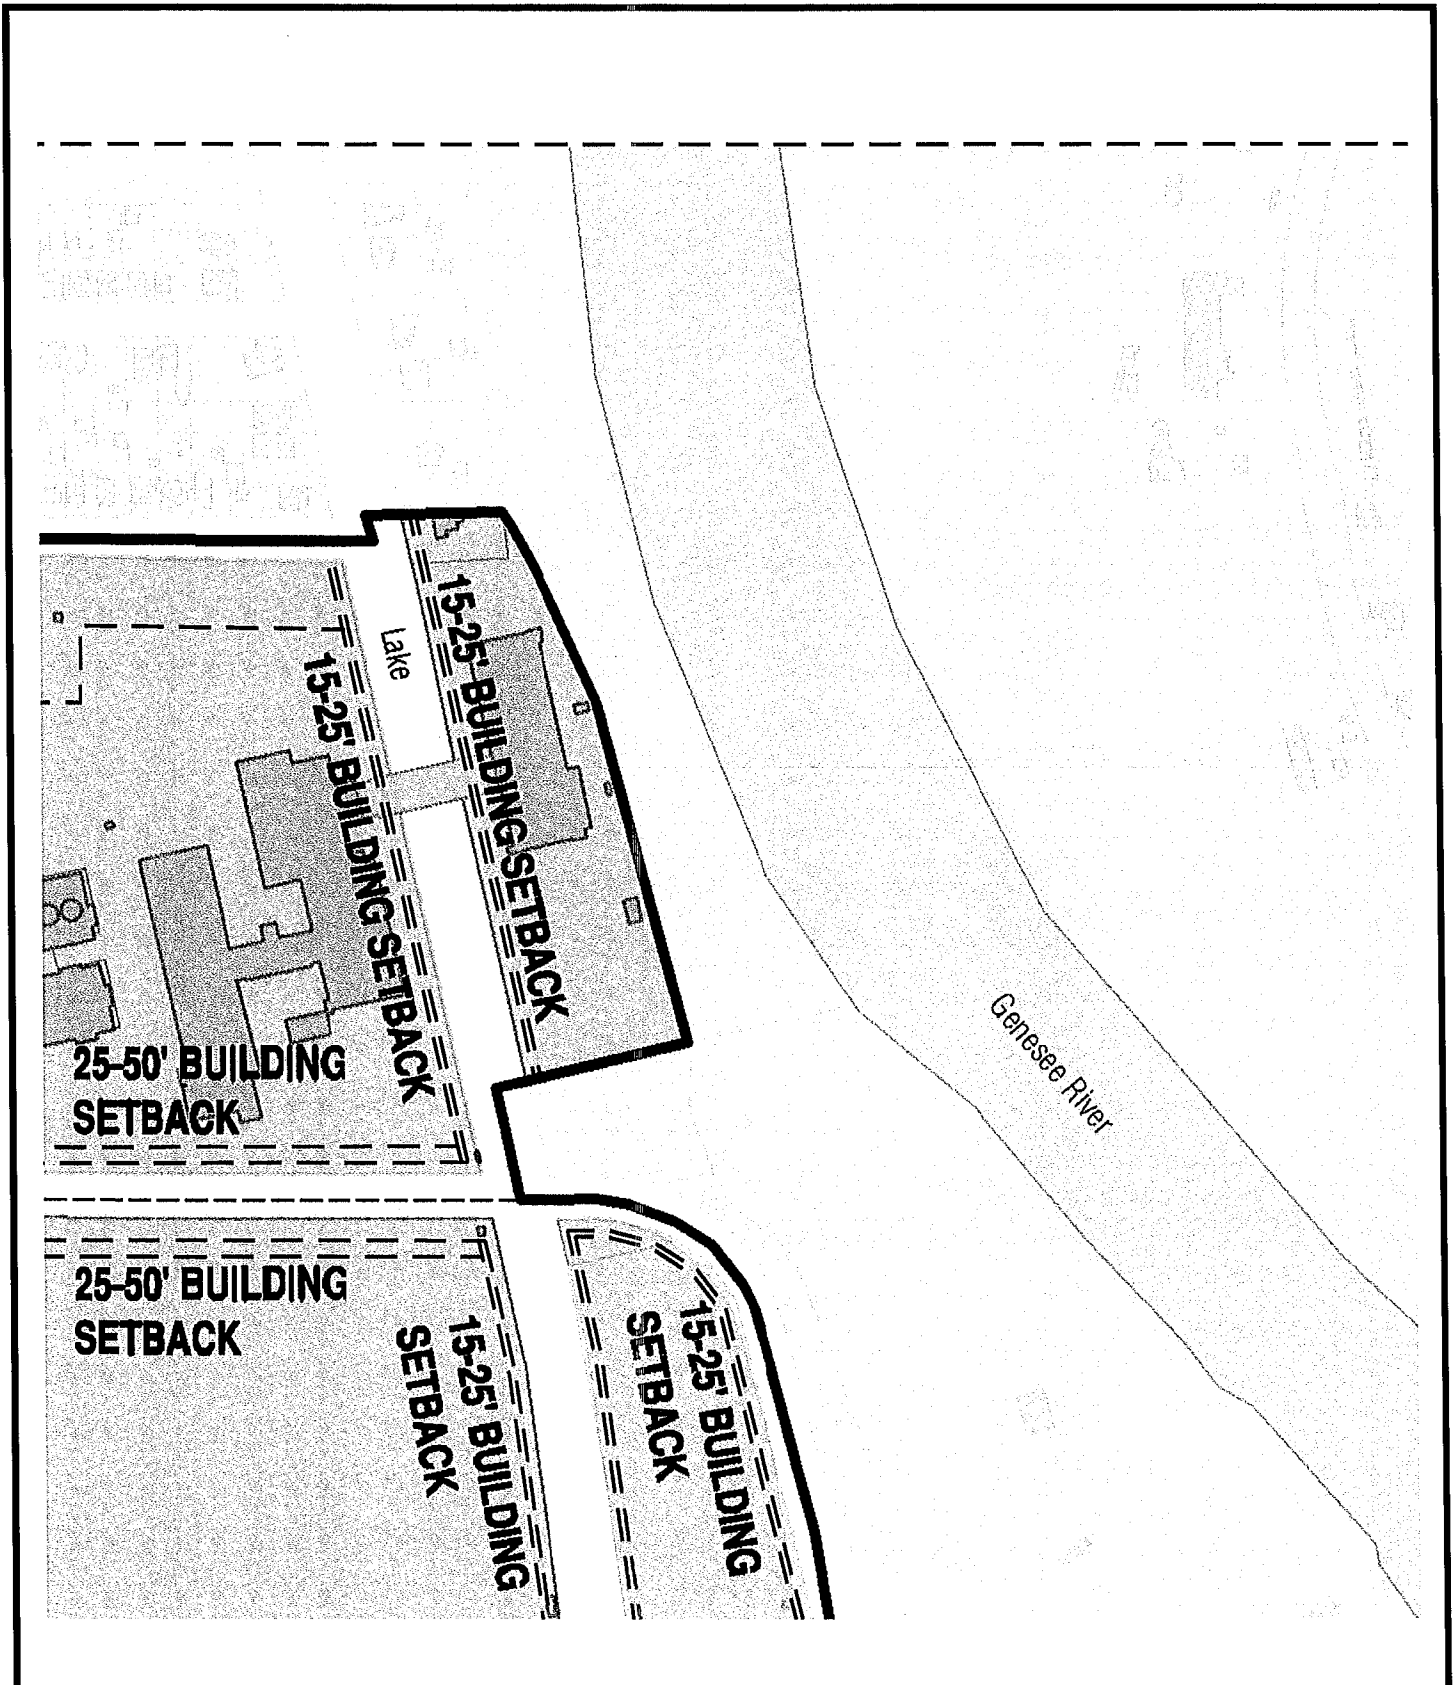 Lake
15-25' BUILDING SETBACK
15-25' BUILDING SETBACK
Genesee River
25-50' BUILDING
SETBACK
25-50' BUILDING
SETBACK
15-25' BUILDING
SETBACK
15-25' BUILDING
SETBACK